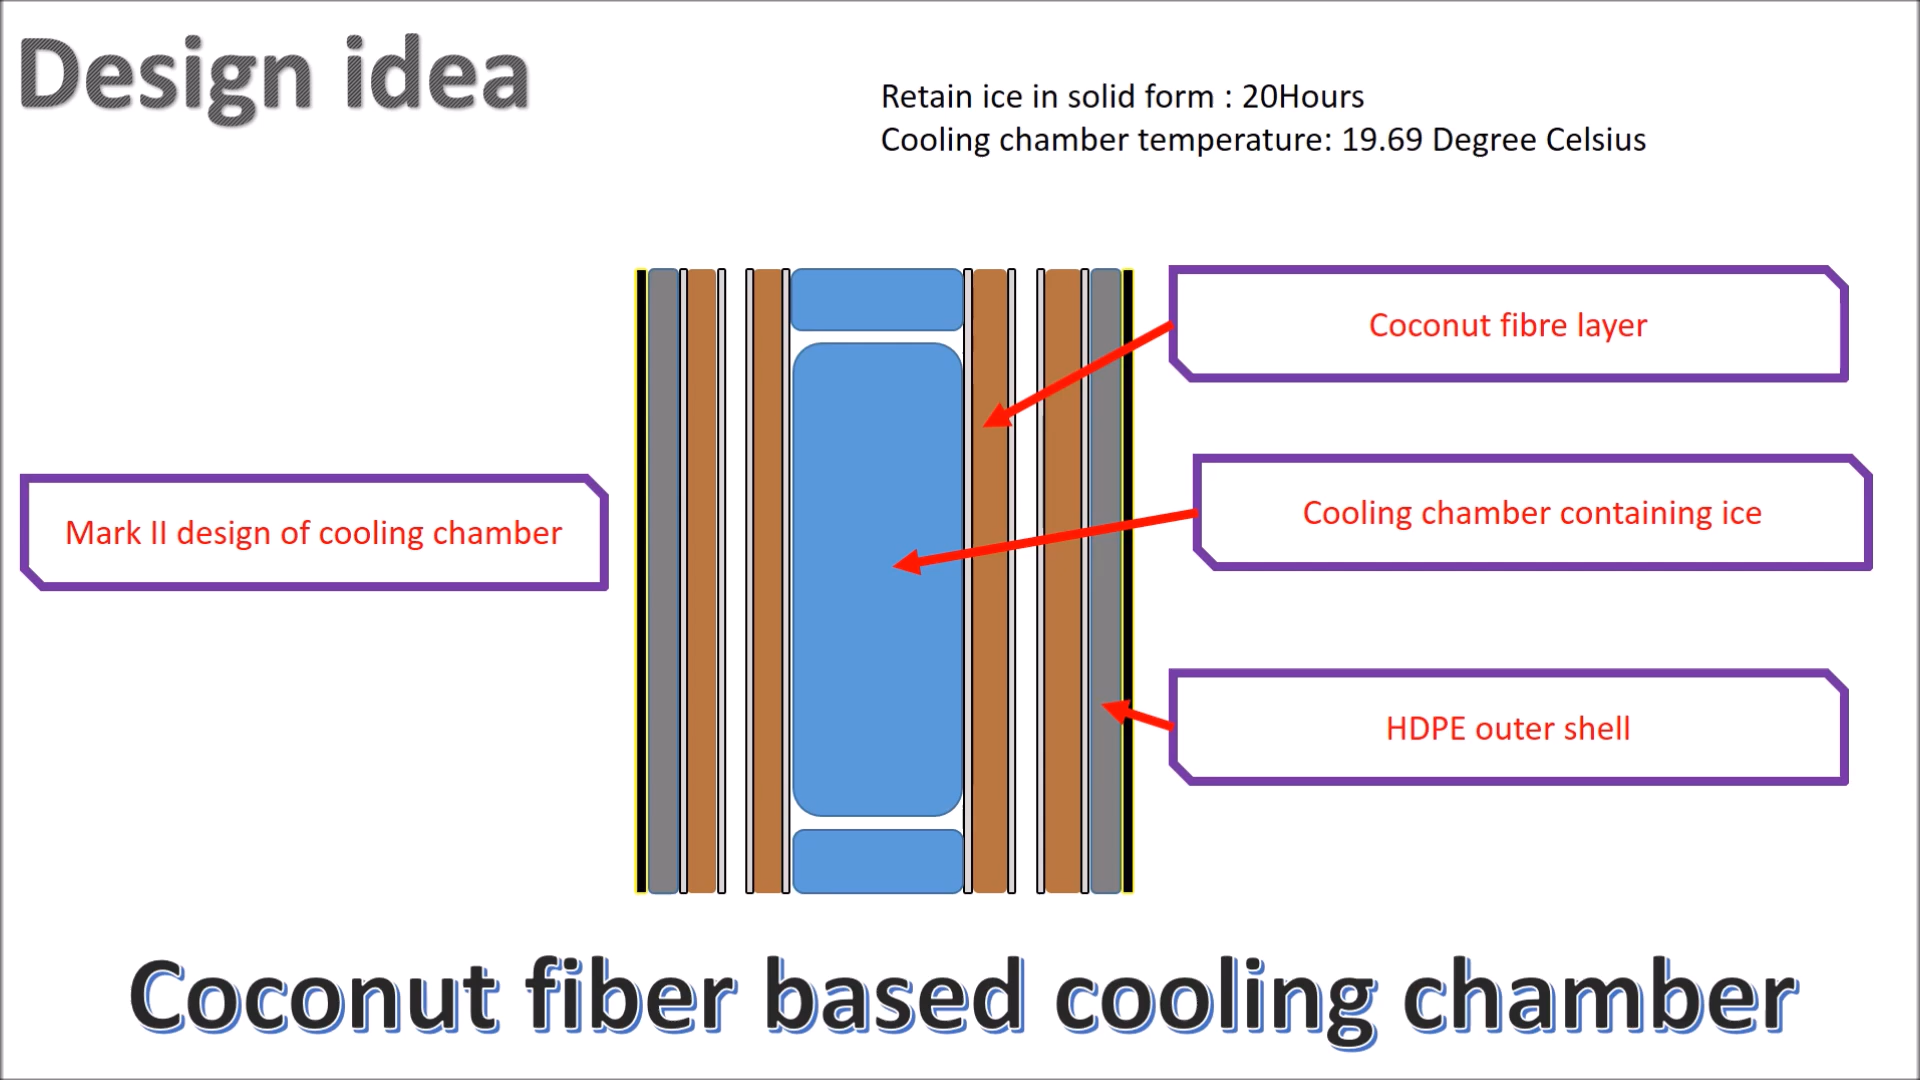 Design idea
Retain ice in solid form : 20Hours
Cooling chamber temperature: 19.69 Degree Celsius
Coconut fibre layer
Mark II design of cooling chamber
Cooling chamber containing ice
HDPE outer shell
Coconut fiber based cooling chamber